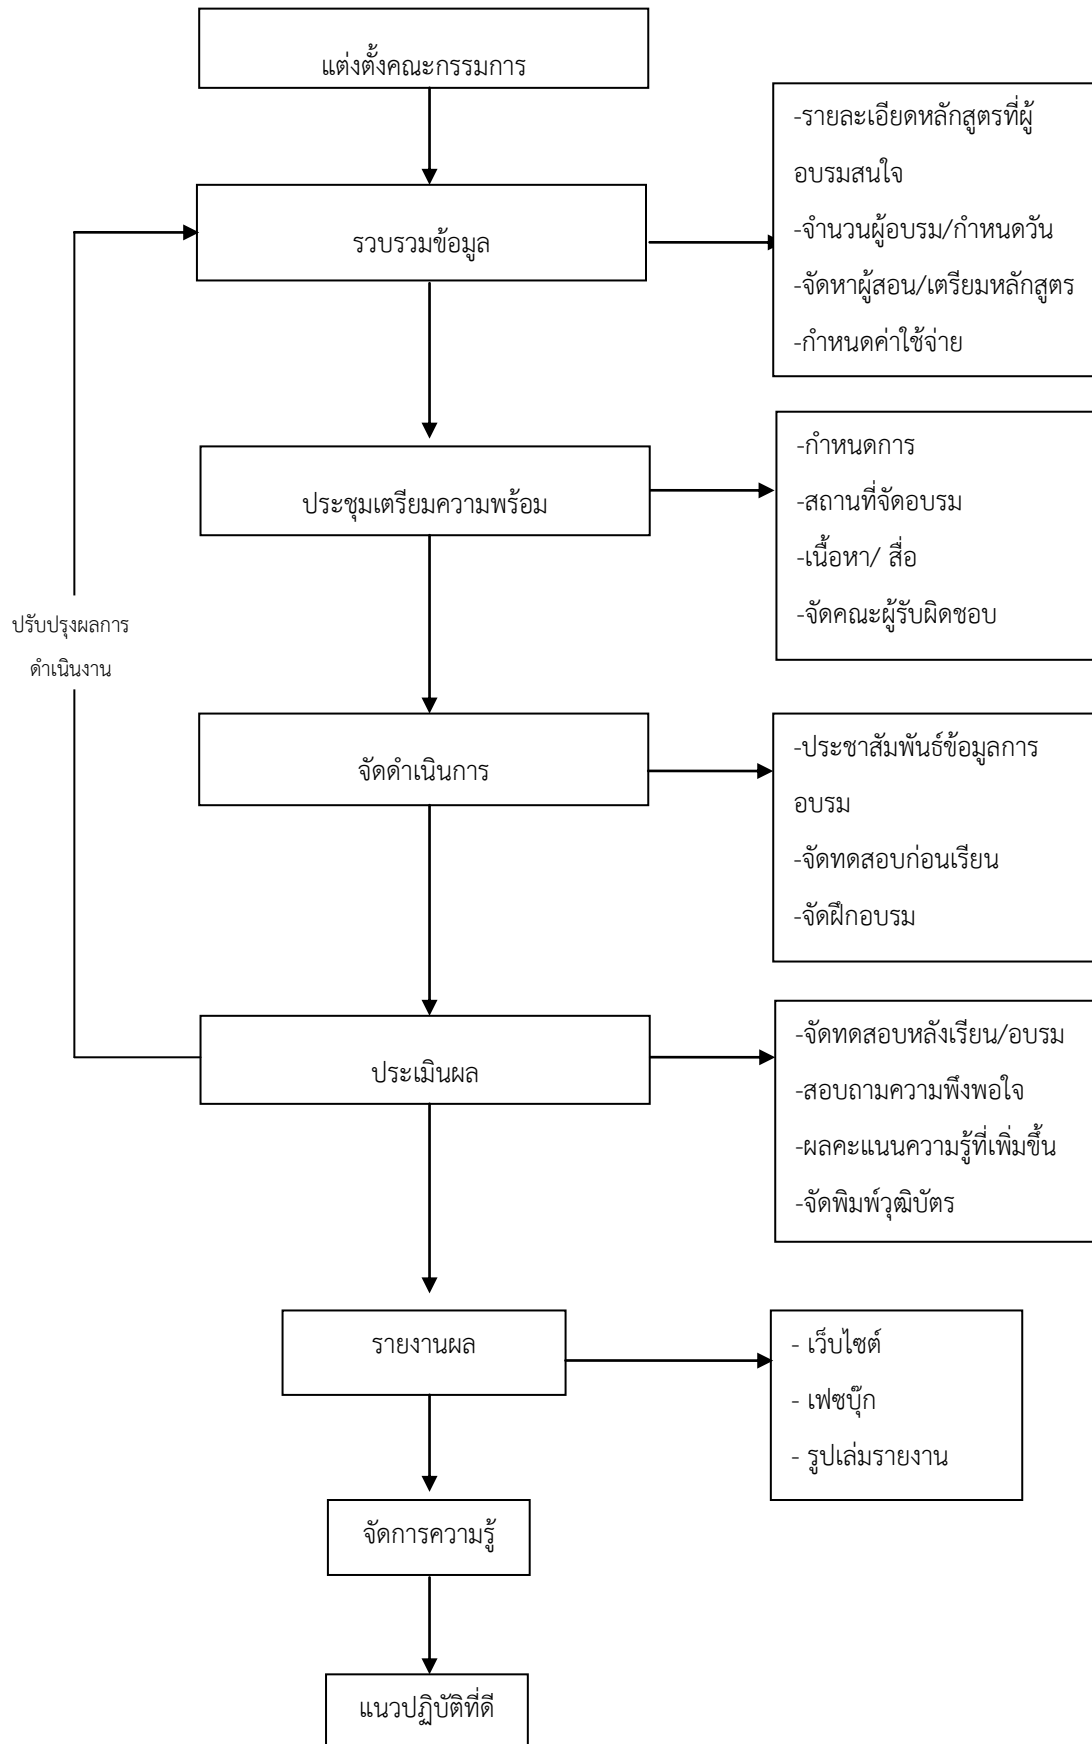 แต่งตั้งคณะกรรมการ
รวบรวมข้อมูล
-รายละเอียดหลักสูตรที่ผู้
อบรมสนใจ
-จำนวนผู้อบรม/กำหนดวัน
-จัดหาผู้สอน/เตรียมหลักสูตร
-กำหนดค่าใช้จ่าย
ประชุมเตรียมความพร้อม
-กำหนดการ
-สถานที่จัดอบรม
-เนื้อหา/ สื่อ
-จัดคณะผู้รับผิดชอบ
ปรับปรุงผลการ
ดำเนินงาน
จัดดำเนินการ
-ประชาสัมพันธ์ข้อมูลการ
อบรม
-จัดทดสอบก่อนเรียน
-จัดฝึกอบรม
ประเมินผล
-จัดทดสอบหลังเรียน/อบรม
-สอบถามความพึงพอใจ
-ผลคะแนนความรู้ที่เพิ่มขึ้น
-จัดพิมพ์วุฒิบัตร
รายงานผล
- เว็บไซต์
- เฟซบุ๊ก
- รูปเล่มรายงาน
จัดการความรู้
แนวปฏิบัติที่ดี